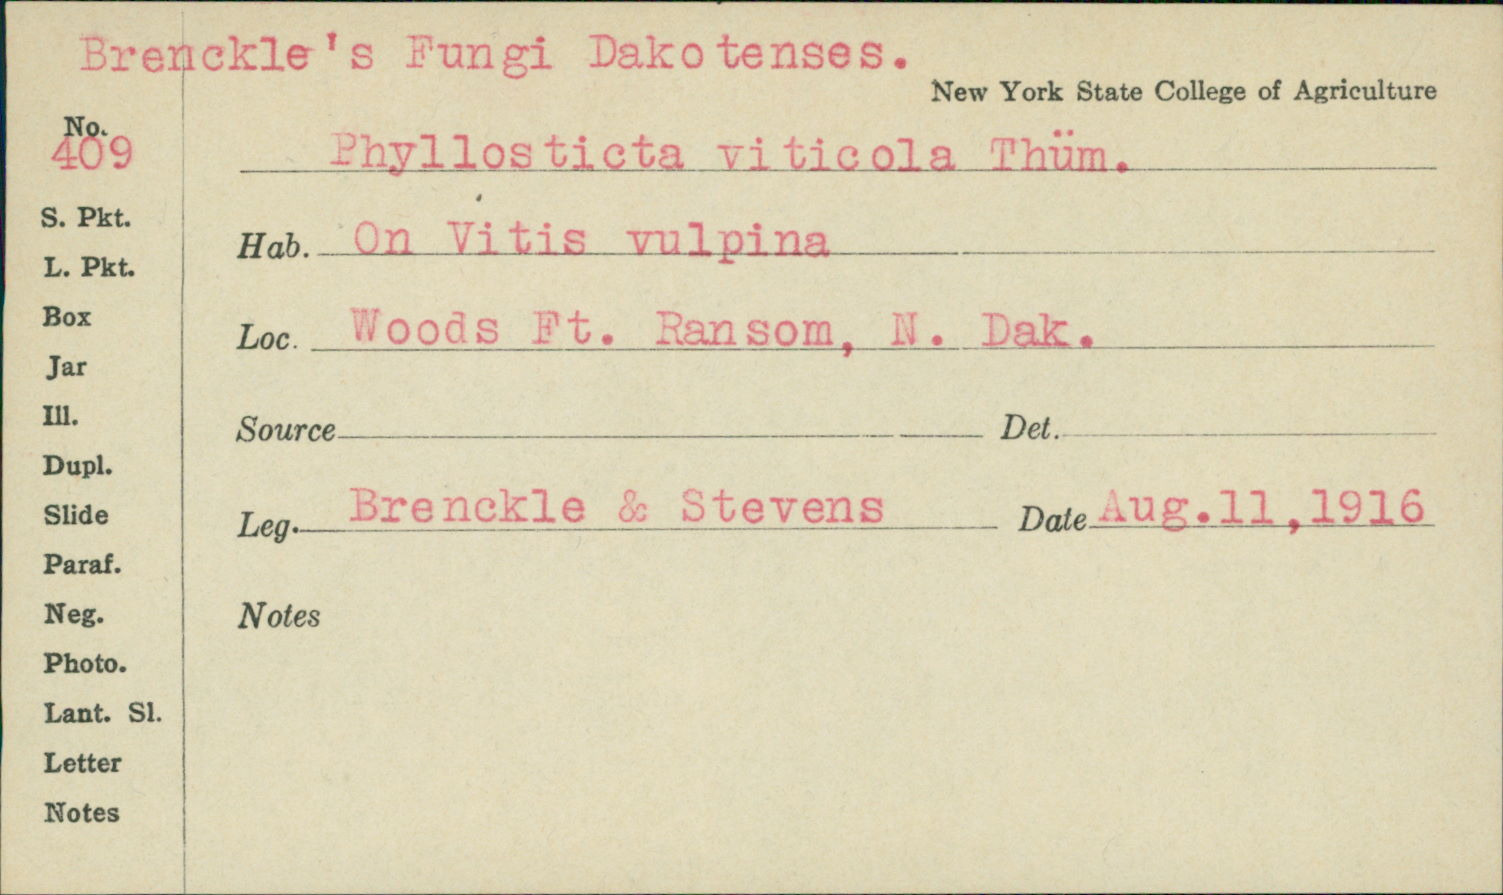 Brenckle's Fungi Dakotenses.
New York State College of Agriculture
No.
409
Phyllosticta viticola Thüm.
S. Pkt.
Hab. On Vitis vulpina
L. Pkt.
Box
Loc. Woods Ft. Ransom, N. Dak.
Jar
Ill.
Source Det.
Dupl.
Slide
Leg. Brenckle & Stevens Date Aug.11,1916
Paraf.
Neg.
Notes
Photo.
Lant. Sl.
Letter
Notes